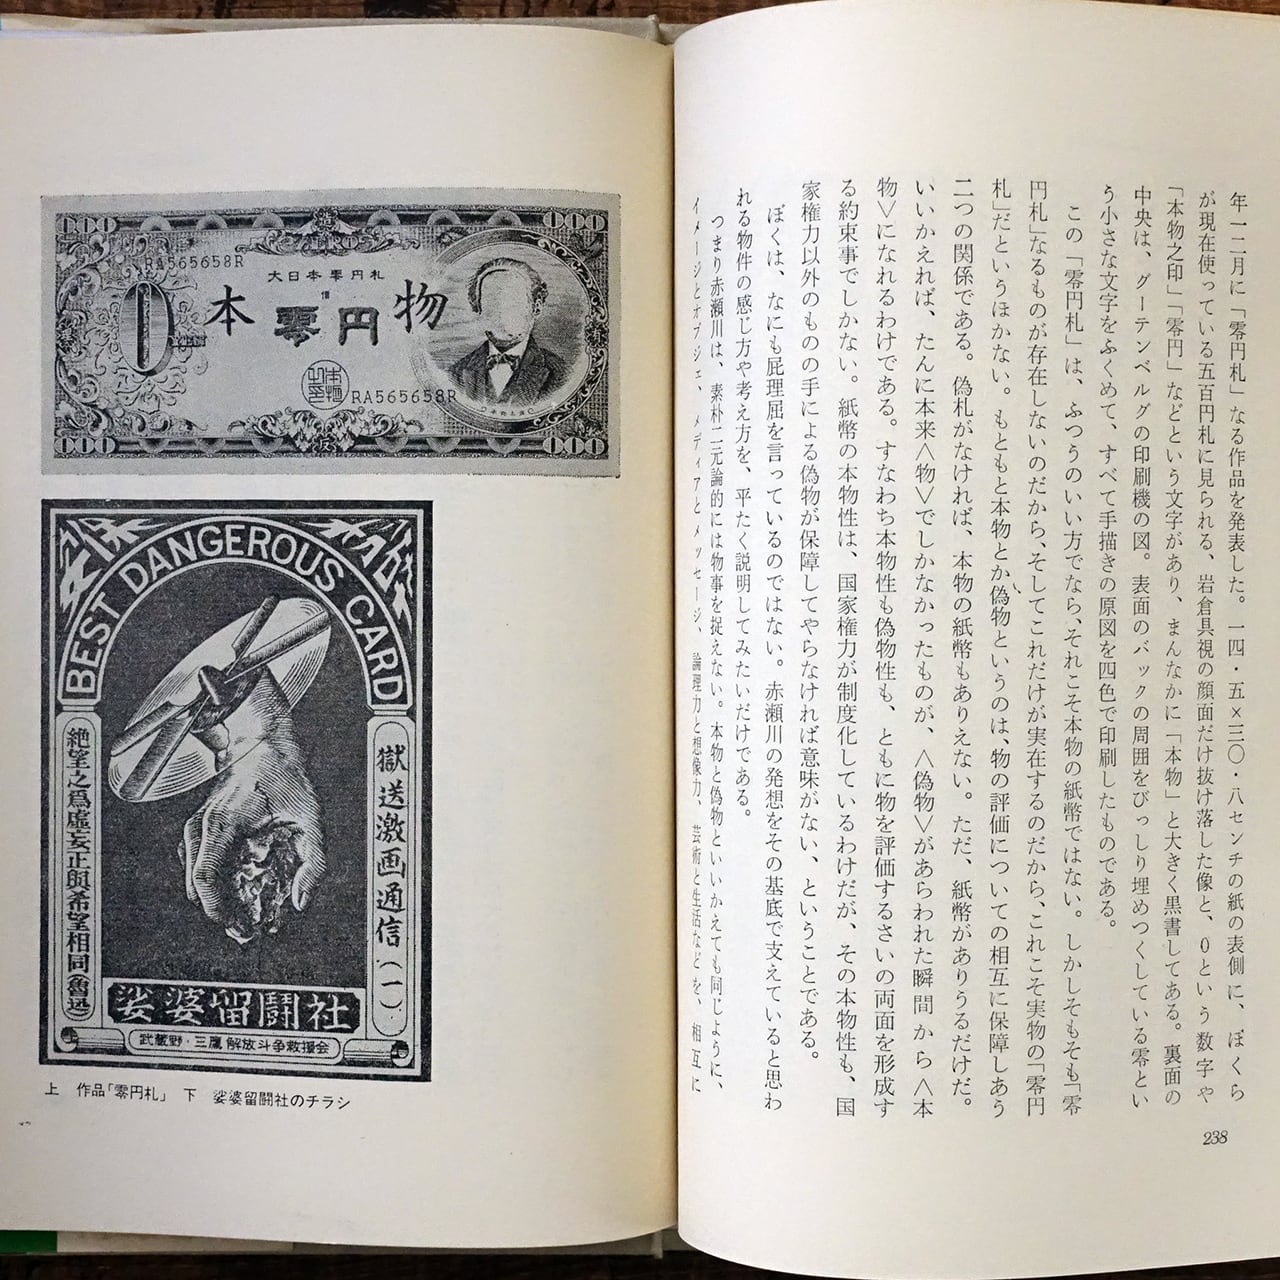 年一二月に「零円札」なる作品を発表した。一四・五×三〇・八センチの紙の表側に、ぼくら
が現在使っている五百円札に見られる、岩倉具視の顔面だけ抜け落した像と、0という数字や
「本物之印」「零円」などという文字があり、まんなかに「本物」と大きく黒書してある。裏面の
中央は、グーテンベルグの印刷機の図。表面のバックの周囲をびっしり埋めつくしている零とい
う小さな文字をふくめて、すべて手描きの原図を四色で印刷したものである。
この「零円札」は、ふつうのいい方でなら、それこそ本物の紙幣ではない。しかしそもそも「零
円札」なるものが存在しないのだから、そしてこれだけが実在するのだから、これこそ実物の「零円
札」だというほかない。もともと本物とか偽物というのは、物の評価についての相互に保障しあう
二つの関係である。偽札がなければ、本物の紙幣もありえない。ただ、紙幣がありうるだけだ。
いいかえれば、たんに本来<物>でしかなかったものが、<偽物>があらわれた瞬間から<本
物>になれるわけである。すなわち本物性も偽物性も、ともに物を評価するさいの両面を形成す
る約束事でしかない。紙幣の本物性は、国家権力が制度化しているわけだが、その本物性も、国
家権力以外のものの手による偽物が保障してやらなければ意味がない、ということである。
ぼくは、なにも屁理屈を言っているのではない。赤瀬川の発想をその基底で支えていると思わ
れる物件の感じ方や考え方を、平たく説明してみたいだけである。
つまり赤瀬川は、素朴二元論的には物事を捉えない。本物と偽物といいかえても同じように、
イメージとオブジェ、メディアとメッセージ、論理力と想像力、芸術と生活などを、相互に
238
000
000
RA565658R
大日本零円札
0
本
零円
物
本物之印
RA565658R
000
000
BEST DANGEROUS CARD
獄送激画通信(一)
絶望之為虚妄正與希望相同(魯迅)
娑婆留闘社
武蔵野・三鷹 解放斗争救援会
上 作品「零円札」 下 娑婆留闘社のチラシ